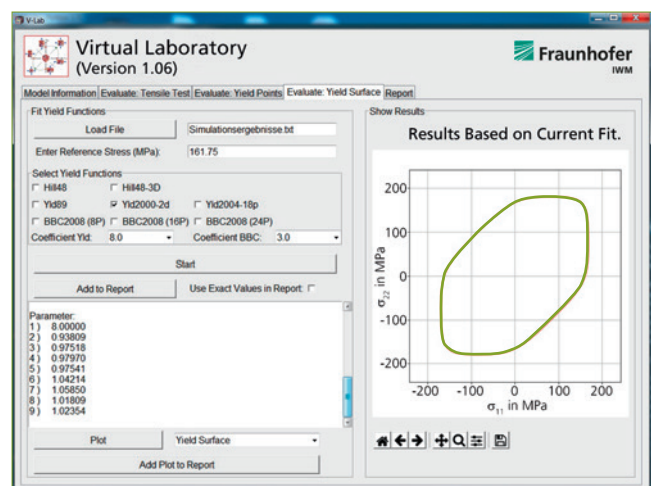 V-Lab
Virtual Laboratory
(Version 1.06)
Fraunhofer
IWM
Model Information Evaluate: Tensile Test Evaluate: Yield Points Evaluate: Yield Surface Report
Fit Yield Functions
Load File Simulationsergebnisse.txt
Enter Reference Stress (MPa): 161.75
Select Yield Functions
Hill48 Hill48-3D
Yld89 Yld2000-2d Yld2004-18p
BBC2008 (8P) BBC2008 (16P) BBC2008 (24P)
Coefficient Yld: 8.0 Coefficient BBC: 3.0
Start
Add to Report Use Exact Values in Report:
Parameter:
1 ) 8.00000
2 ) 0.93809
3 ) 0.97518
4 ) 0.97970
5 ) 0.97541
6 ) 1.04214
7 ) 1.05850
8 ) 1.01809
9 ) 1.02354
Plot Yield Surface
Add Plot to Report
Show Results
Results Based on Current Fit.
σ22 in MPa
200
100
0
-100
-200
-200 -100 0 100 200
σ11 in MPa